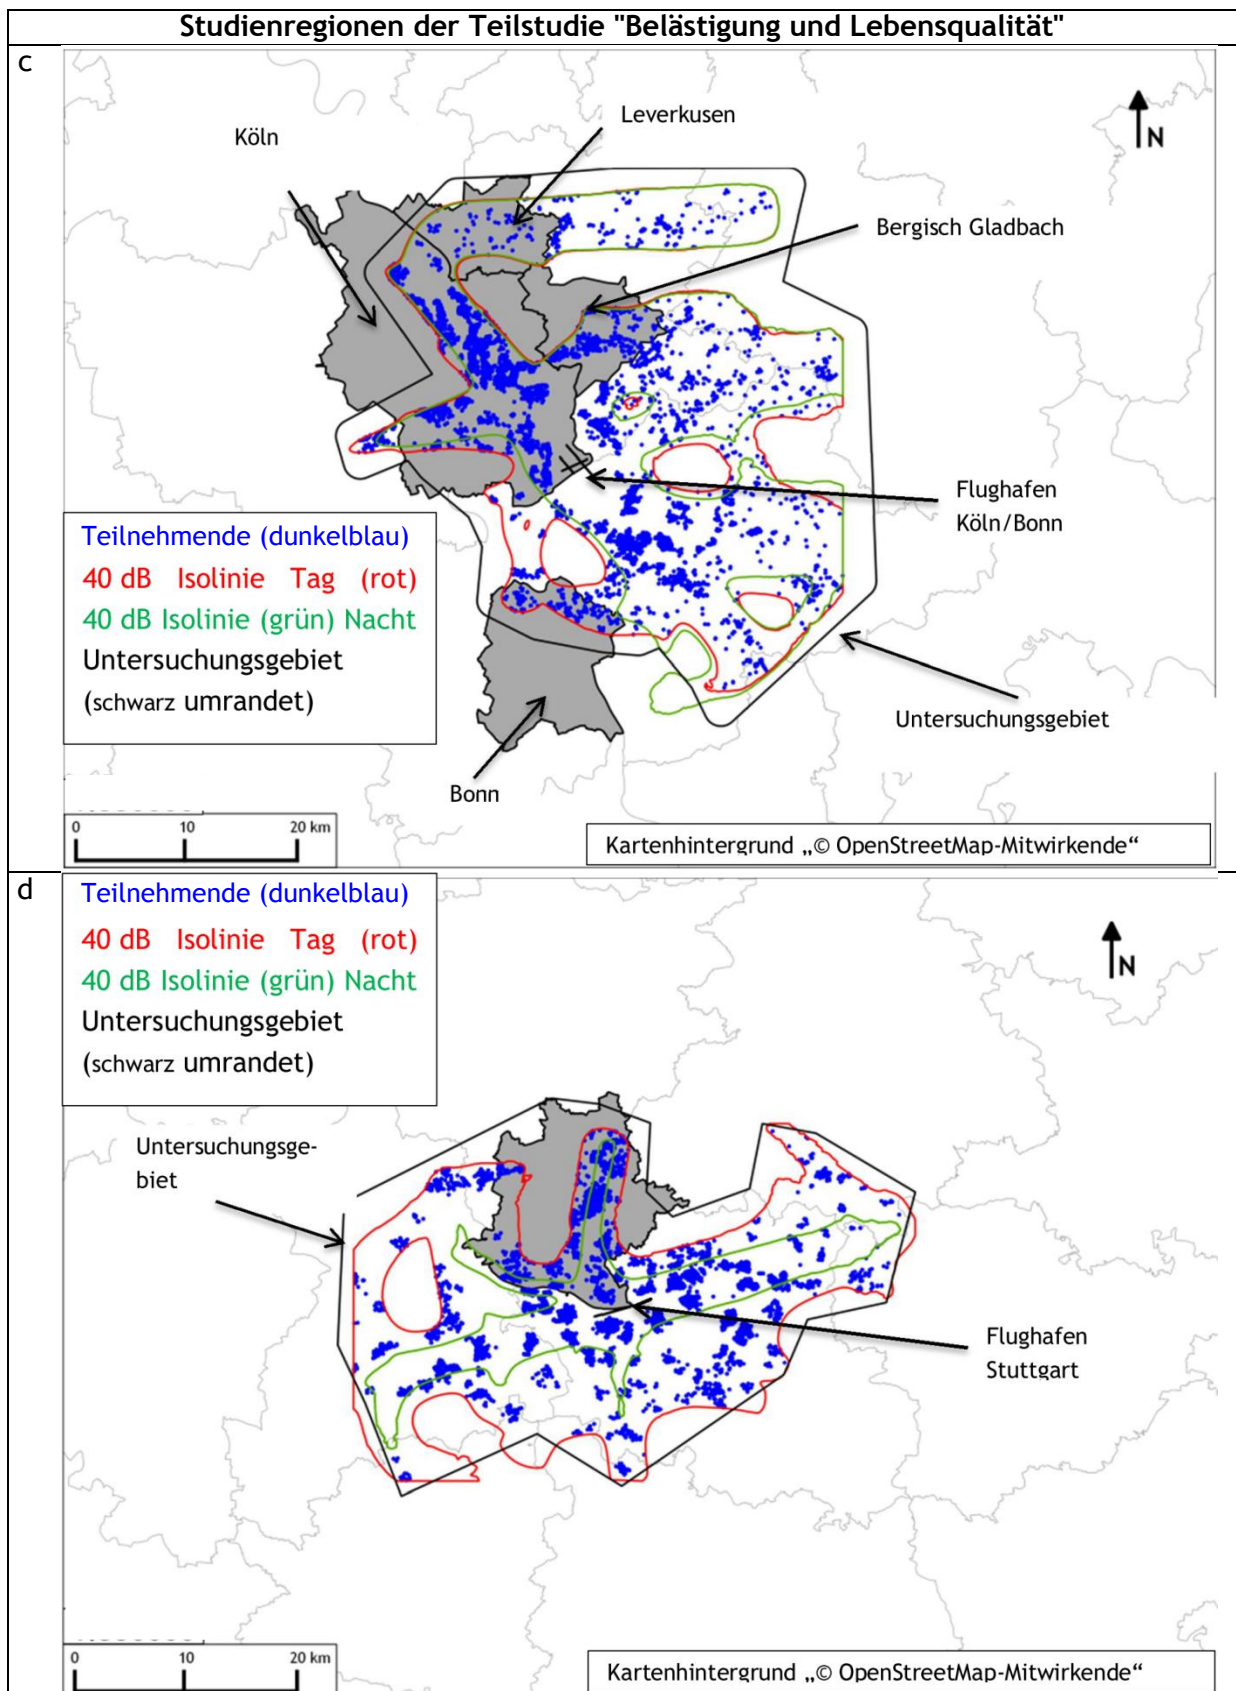 Studienregionen der Teilstudie "Belästigung und Lebensqualität"
c
Köln
Leverkusen
N
Bergisch Gladbach
Flughafen
Köln/Bonn
Teilnehmende (dunkelblau)
40 dB Isolinie Tag (rot)
40 dB Isolinie (grün) Nacht
Untersuchungsgebiet
(schwarz umrandet)
Untersuchungsgebiet
Bonn
0 10 20 km
Kartenhintergrund „© OpenStreetMap-Mitwirkende“
d
Teilnehmende (dunkelblau)
40 dB Isolinie Tag (rot)
40 dB Isolinie (grün) Nacht
Untersuchungsgebiet
(schwarz umrandet)
N
Untersuchungsge-
biet
Flughafen
Stuttgart
0 10 20 km
Kartenhintergrund „© OpenStreetMap-Mitwirkende“